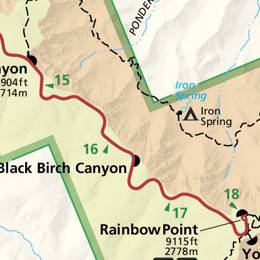 PONDER
yon
904 ft
714 m
15
Iron
Spring
Iron
Spring
16
Black Birch Canyon
17
18
Rainbow Point
9115 ft
2778 m
Yo